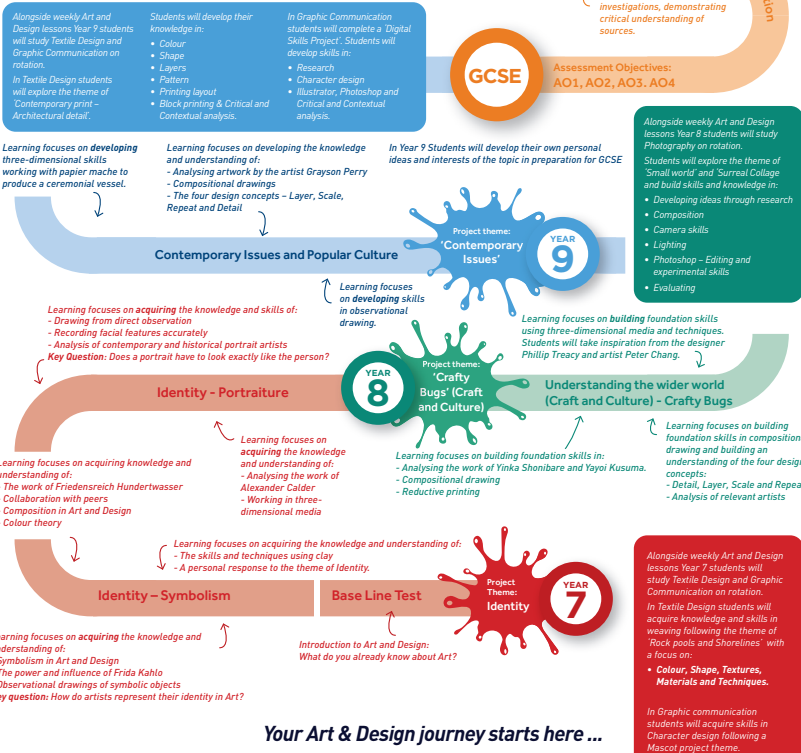 investigations, demonstrating
critical understanding of
sources.
Alongside weekly Art and
Design lessons Year 9 students
will study Textile Design and
Graphic Communication on
rotation.
In Textile Design students
will explore the theme of
‘Contemporary print –
Architectural detail’.
Students will develop their
knowledge in:
• Colour
• Shape
• Layers
• Pattern
• Printing layout
• Block printing & Critical and
Contextual analysis.
In Graphic Communication
students will complete a ‘Digital
Skills Project’. Students will
develop skills in:
• Research
• Character design
• Illustrator, Photoshop and
Critical and Contextual
analysis.
GCSE
Assessment Objectives:
AO1, AO2, AO3. AO4
Learning focuses on developing
three-dimensional skills
working with papier mache to
produce a ceremonial vessel.
Learning focuses on developing the knowledge
and understanding of:
- Analysing artwork by the artist Grayson Perry
- Compositional drawings
- The four design concepts – Layer, Scale,
Repeat and Detail
In Year 9 Students will develop their own personal
ideas and interests of the topic in preparation for GCSE
Alongside weekly Art and Design
lessons Year 8 students will study
Photography on rotation.
Students will explore the theme of
‘Small world’ and ‘Surreal Collage
and build skills and knowledge in:
• Developing ideas through research
• Composition
• Camera skills
• Lighting
• Photoshop – Editing and
experimental skills
• Evaluating
Contemporary Issues and Popular Culture
Project theme:
‘Contemporary
Issues’
YEAR
9
Learning focuses
on developing skills
in observational
drawing.
Learning focuses on acquiring the knowledge and skills of:
- Drawing from direct observation
- Recording facial features accurately
- Analysis of contemporary and historical portrait artists
Key Question: Does a portrait have to look exactly like the person?
Learning focuses on building foundation skills
using three-dimensional media and techniques.
Students will take inspiration from the designer
Phillip Treacy and artist Peter Chang.
Identity - Portraiture
YEAR
8
Project theme:
‘Crafty
Bugs’ (Craft
and Culture)
Understanding the wider world
(Craft and Culture) - Crafty Bugs
Learning focuses on
acquiring the knowledge
and understanding of:
- Analysing the work of
Alexander Calder
- Working in three-
dimensional media
Learning focuses on building foundation skills in:
- Analysing the work of Yinka Shonibare and Yayoi Kusuma.
- Compositional drawing
- Reductive printing
Learning focuses on building
foundation skills in composition
drawing and building an
understanding of the four design
concepts:
- Detail, Layer, Scale and Repea
- Analysis of relevant artists
Learning focuses on acquiring knowledge and
understanding of:
The work of Friedensreich Hundertwasser
Collaboration with peers
Composition in Art and Design
Colour theory
Learning focuses on acquiring the knowledge and understanding of:
- The skills and techniques using clay
- A personal response to the theme of Identity.
Identity – Symbolism
Base Line Test
Project
Theme:
Identity
YEAR
7
Alongside weekly Art and Design
lessons Year 7 students will
study Textile Design and Graphic
Communication on rotation.
In Textile Design students will
acquire knowledge and skills in
weaving following the theme of
‘Rock pools and Shorelines’ with
a focus on:
• Colour, Shape, Textures,
Materials and Techniques.
In Graphic communication
students will acquire skills in
Character design following a
Mascot project theme.
arning focuses on acquiring the knowledge and
derstanding of:
Symbolism in Art and Design
The power and influence of Frida Kahlo
Observational drawings of symbolic objects
ey question: How do artists represent their identity in Art?
Introduction to Art and Design:
What do you already know about Art?
Your Art & Design journey starts here ...